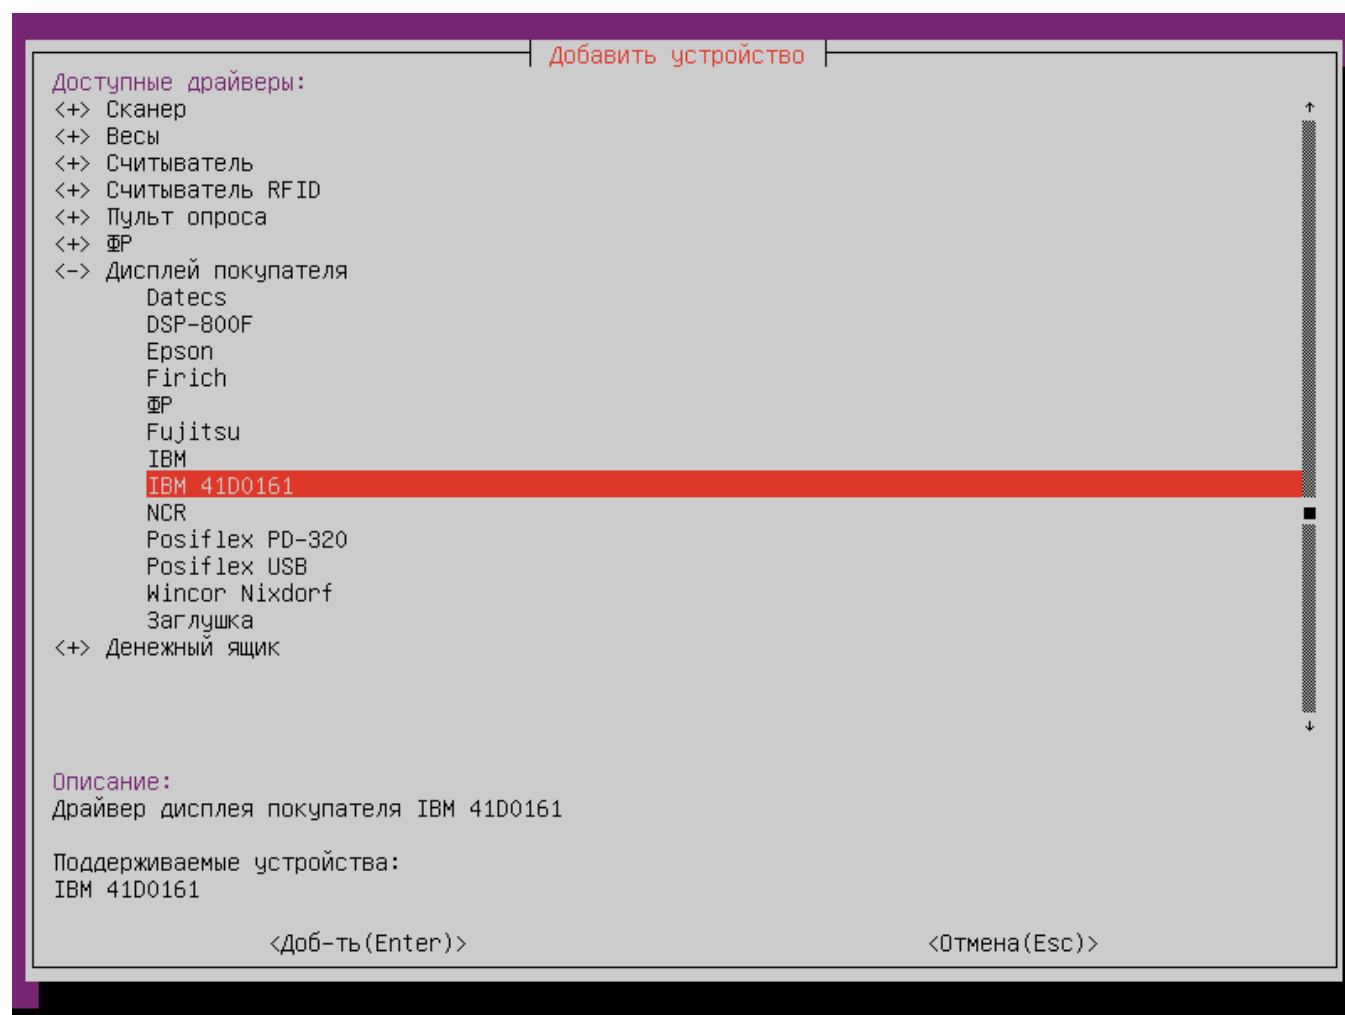 Добавить устройство
Доступные драйверы:
<+> Сканер
<+> Весы
<+> Считыватель
<+> Считыватель RFID
<+> Пульт опроса
<+> ФР
<-> Дисплей покупателя
Datecs
DSP-800F
Epson
Firich
ФР
Fujitsu
IBM
IBM 41D0161
NCR
Posiflex PD-320
Posiflex USB
Wincor Nixdorf
Заглушка
<+> Денежный ящик
Описание:
Драйвер дисплея покупателя IBM 41D0161
Поддерживаемые устройства:
IBM 41D0161
<Доб-ть(Enter)> <Отмена(Esc)>